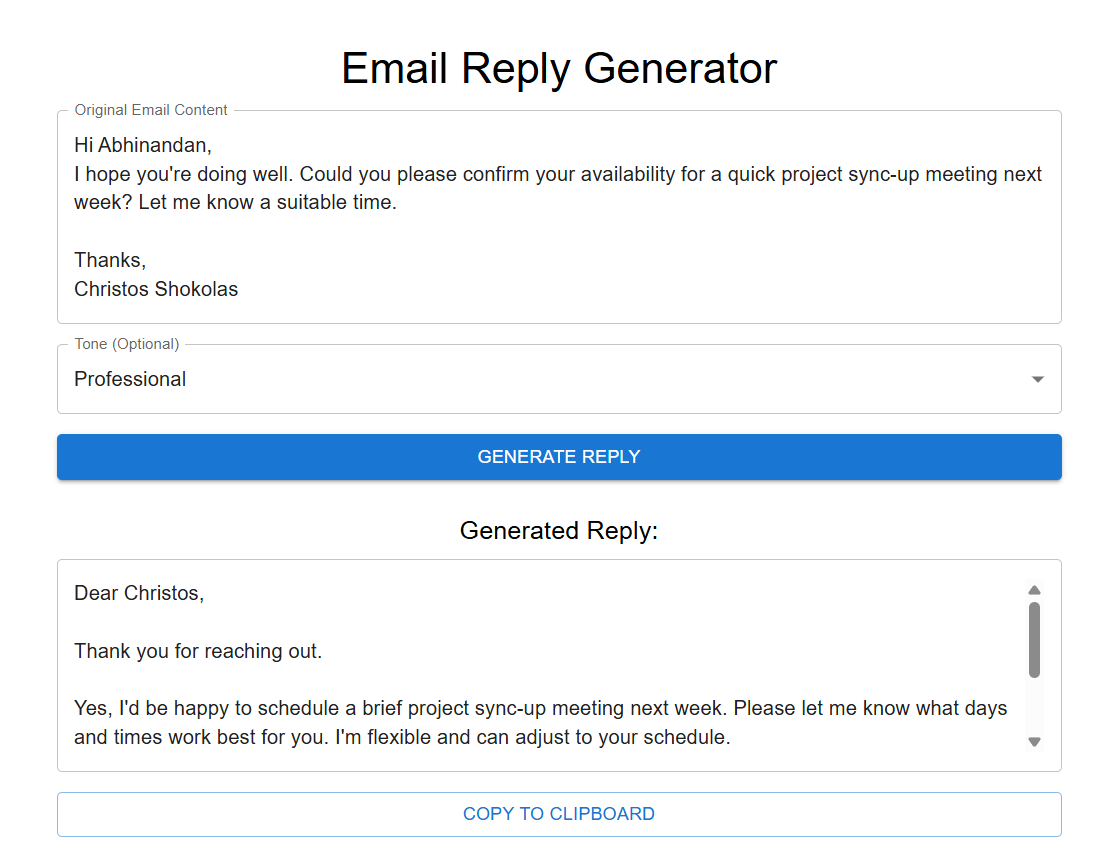 Email Reply Generator
Original Email Content
Hi Abhinandan,
I hope you're doing well. Could you please confirm your availability for a quick project sync-up meeting next
week? Let me know a suitable time.
Thanks,
Christos Shokolas
Tone (Optional)
Professional
GENERATE REPLY
Generated Reply:
Dear Christos,
Thank you for reaching out.
Yes, I'd be happy to schedule a brief project sync-up meeting next week. Please let me know what days
and times work best for you. I'm flexible and can adjust to your schedule.
COPY TO CLIPBOARD